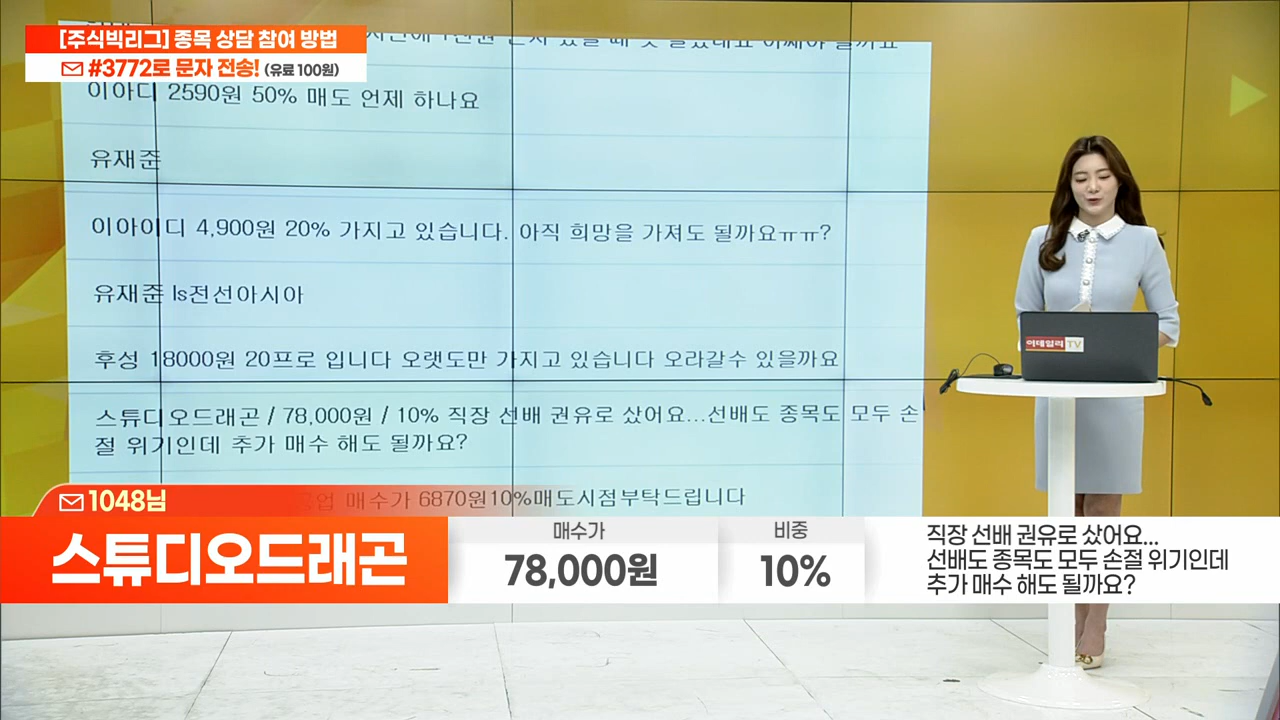 [주식빅리그] 종목 상담 참여 방법
#3772로 문자 전송! (유료 100원)
이아디 2590원 50% 매도 언제 하나요
유재준
이아이디 4,900원 20% 가지고 있습니다. 아직 희망을 가져도 될까요ㅠㅠ?
유재준 ls전선아시아
후성 18000원 20프로 입니다 오랫도만 가지고 있습니다 오라갈수 있을까요
스튜디오드래곤 / 78,000원 / 10% 직장 선배 권유로 샀어요...선배도 종목도 모두 손
절 위기인데 추가 매수 해도 될까요?
매수가 6870원10%매도시점부탁드립니다
이데일리 TV
1048님
스튜디오드래곤
매수가
78,000원
비중
10%
직장 선배 권유로 샀어요...
선배도 종목도 모두 손절 위기인데
추가 매수 해도 될까요?